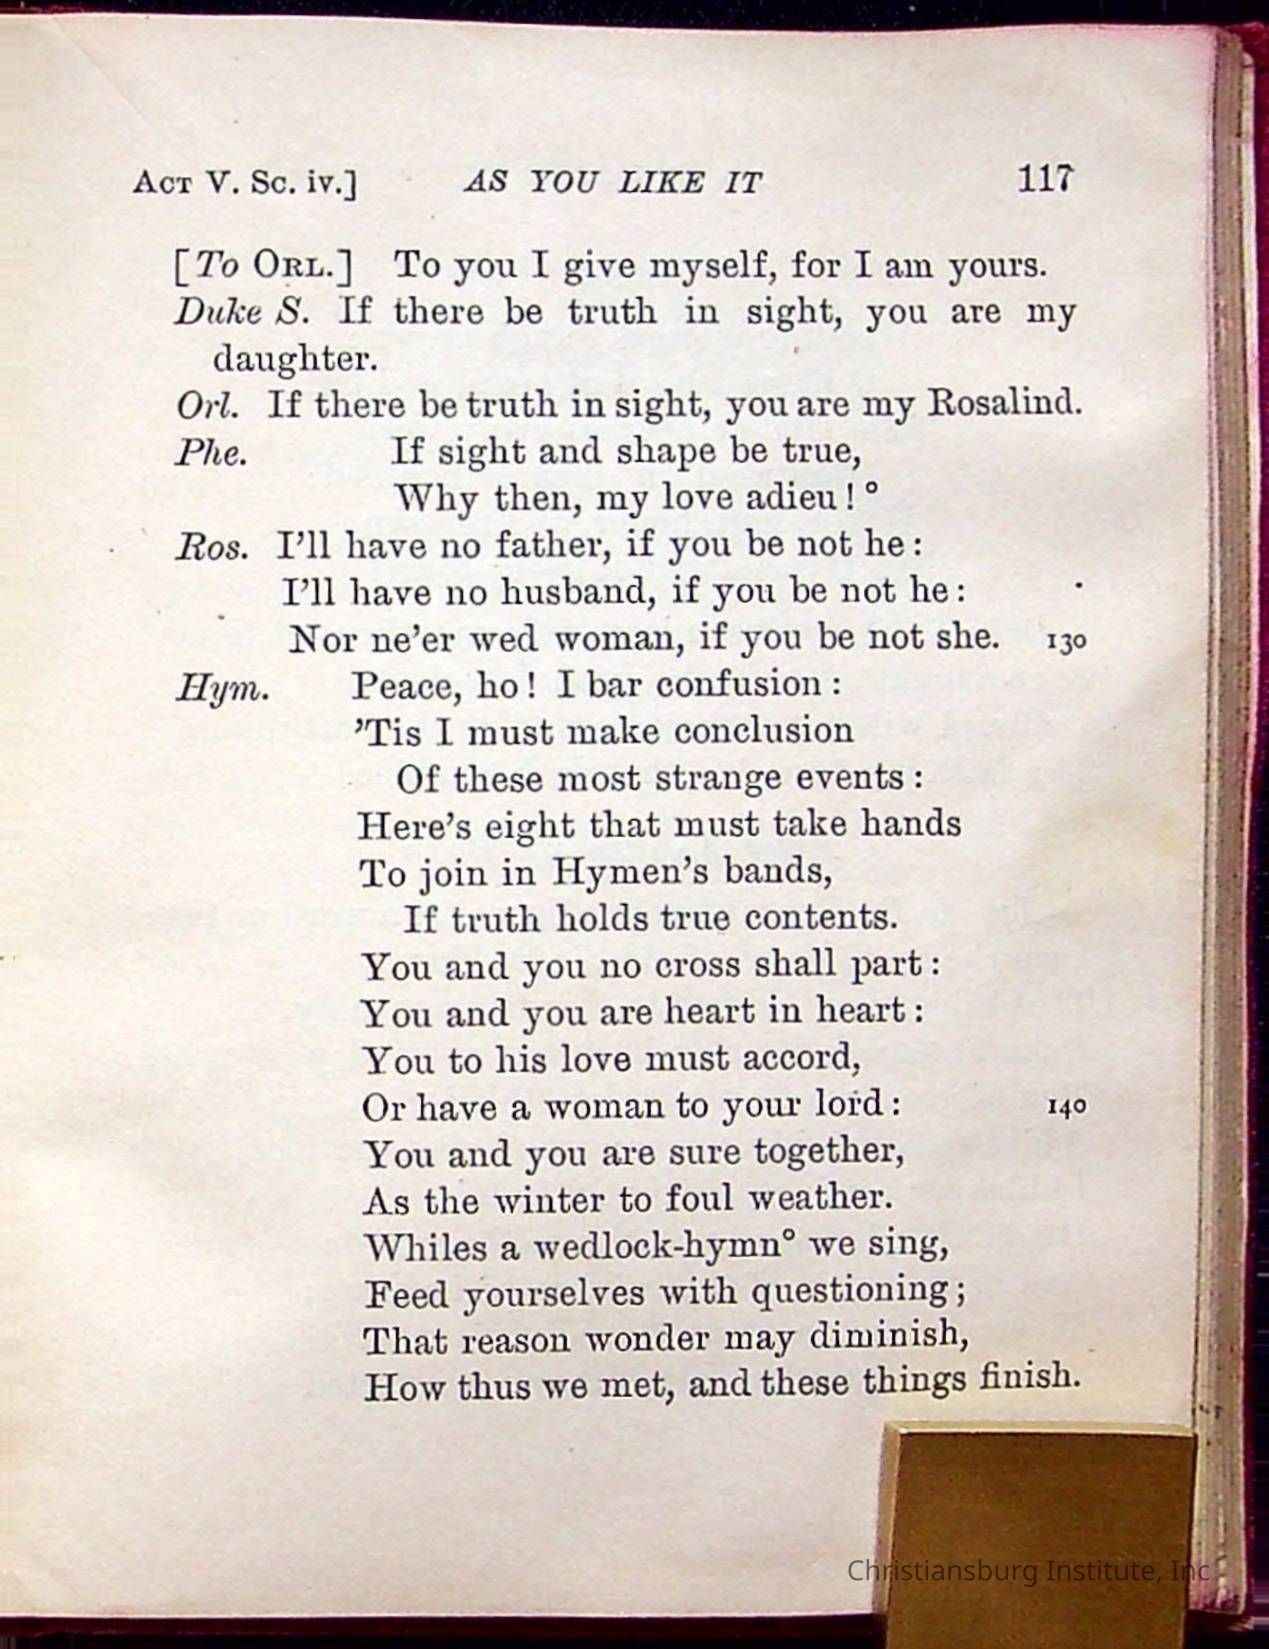 Act V. Sc. iv.] AS YOU LIKE IT 117
[To Orl.] To you I give myself, for I am yours.
Duke S. If there be truth in sight, you are my
daughter.
Orl. If there be truth in sight, you are my Rosalind.
Phe. If sight and shape be true,
Why then, my love adieu!°
Ros. I'll have no father, if you be not he:
I'll have no husband, if you be not he:
Nor ne'er wed woman, if you be not she. 130
Hym. Peace, ho! I bar confusion:
'Tis I must make conclusion
Of these most strange events:
Here's eight that must take hands
To join in Hymen's bands,
If truth holds true contents.
You and you no cross shall part:
You and you are heart in heart:
You to his love must accord,
Or have a woman to your lord: 140
You and you are sure together,
As the winter to foul weather.
Whiles a wedlock-hymn° we sing,
Feed yourselves with questioning;
That reason wonder may diminish,
How thus we met, and these things finish.
Christiansburg Institute, Inc